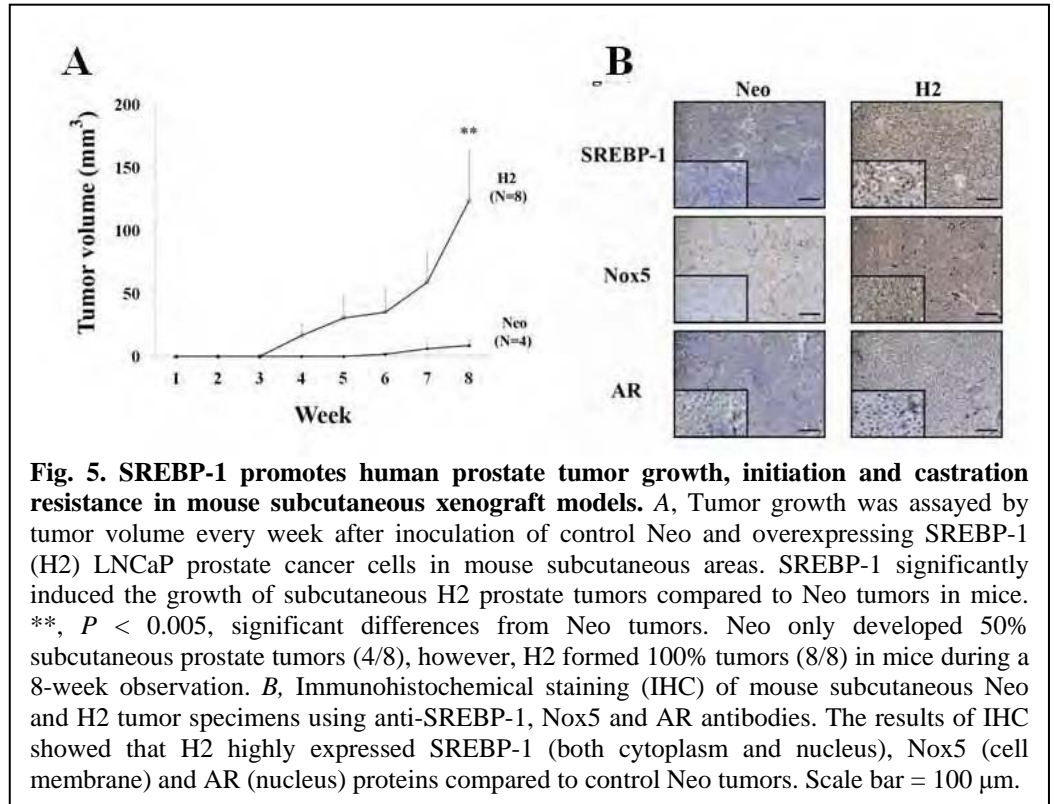 A
B
Neo
H2
200
150
100
50
0
Tumor volume (mm³)
**
H2
(N=8)
Neo
(N=4)
1 2 3 4 5 6 7 8
Week
SREBP-1
Nox5
AR
Fig. 5. SREBP-1 promotes human prostate tumor growth, initiation and castration
resistance in mouse subcutaneous xenograft models. A, Tumor growth was assayed by
tumor volume every week after inoculation of control Neo and overexpressing SREBP-1
(H2) LNCaP prostate cancer cells in mouse subcutaneous areas. SREBP-1 significantly
induced the growth of subcutaneous H2 prostate tumors compared to Neo tumors in mice.
**, P < 0.005, significant differences from Neo tumors. Neo only developed 50%
subcutaneous prostate tumors (4/8), however, H2 formed 100% tumors (8/8) in mice during a
8-week observation. B, Immunohistochemical staining (IHC) of mouse subcutaneous Neo
and H2 tumor specimens using anti-SREBP-1, Nox5 and AR antibodies. The results of IHC
showed that H2 highly expressed SREBP-1 (both cytoplasm and nucleus), Nox5 (cell
membrane) and AR (nucleus) proteins compared to control Neo tumors. Scale bar = 100 μm.